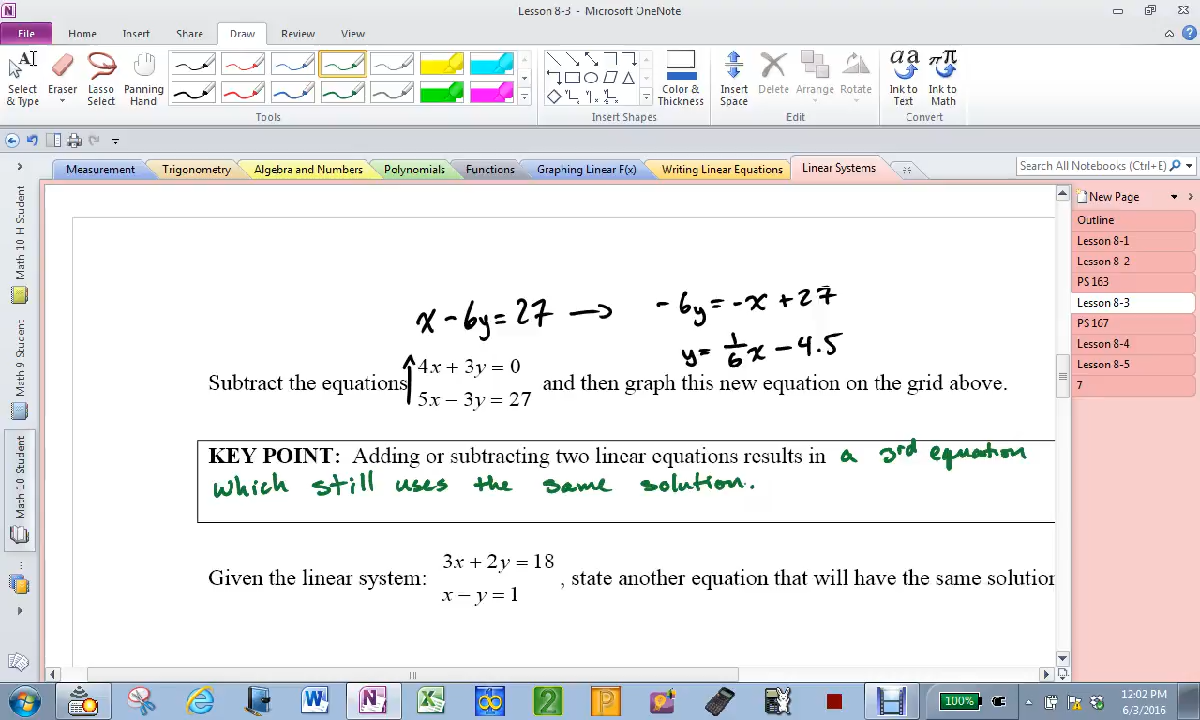 Lesson 8-3 - Microsoft OneNote
File Home Insert Share Draw Review View
Select & Type
Eraser
Lasso Select
Panning Hand
Color & Thickness
Insert Space
Delete
Arrange
Rotate
Ink to Text
Ink to Math
Tools
Insert Shapes
Edit
Convert
Measurement Trigonometry Algebra and Numbers Polynomials Functions Graphing Linear F(x) Writing Linear Equations Linear Systems
Search All Notebooks (Ctrl+E)
Math 10 H Student
Math 9 Student
Math 10 Student
New Page
Outline
Lesson 8-1
Lesson 8-2
PS 163
Lesson 8-3
PS 167
Lesson 8-4
Lesson 8-5
7
x - 6y = 27 → - 6y = -x + 27
y = 1/6 x - 4.5
4x + 3y = 0
Subtract the equations and then graph this new equation on the grid above.
5x - 3y = 27
KEY POINT: Adding or subtracting two linear equations results in a 3rd equation
which still uses the same solution.
3x + 2y = 18
Given the linear system: , state another equation that will have the same solution
x - y = 1
100%
12:02 PM
6/3/2016